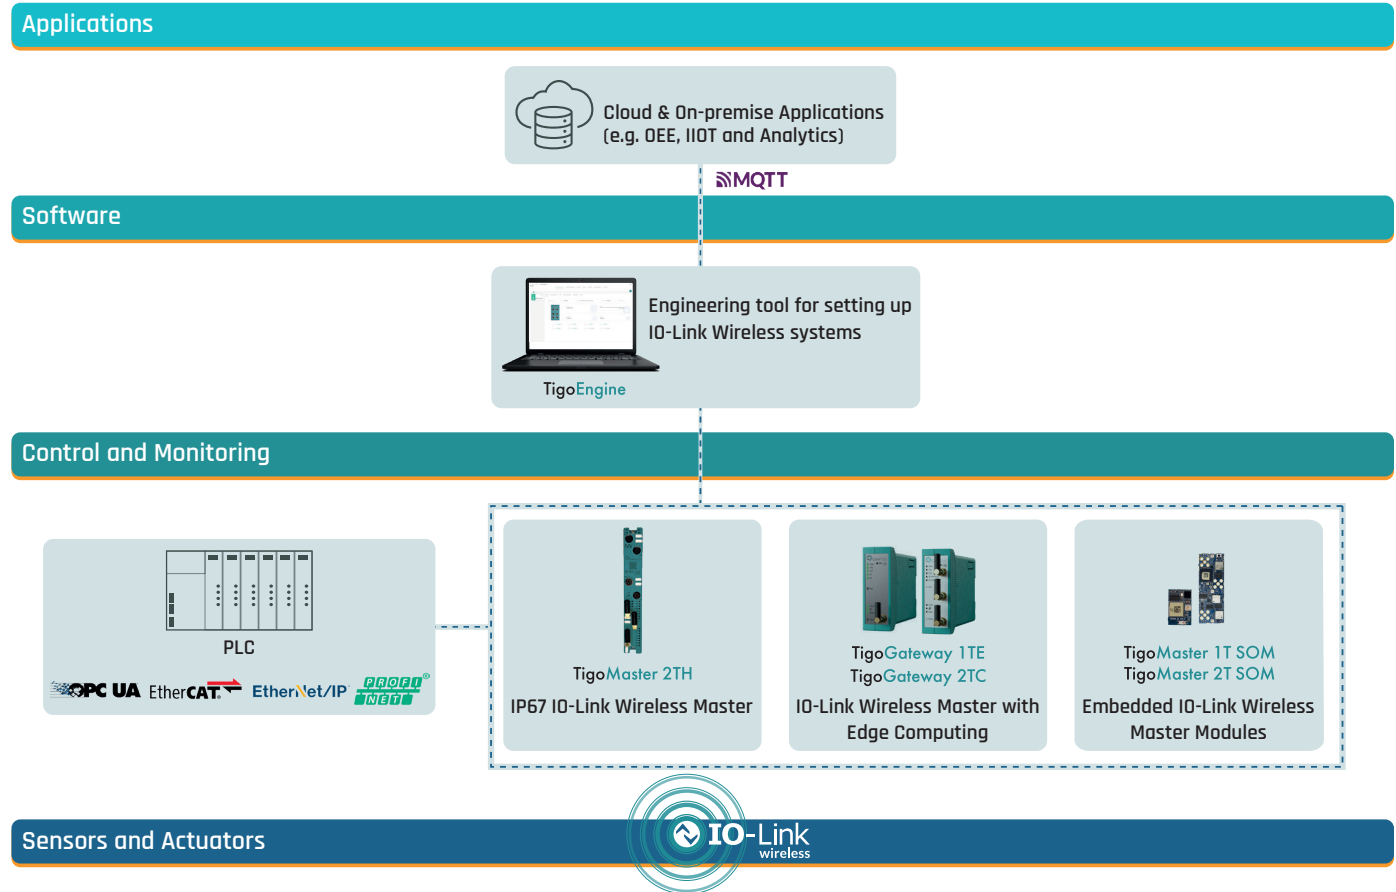 Applications
Cloud & On-premise Applications
(e.g. OEE, IIOT and Analytics)
MQTT
Software
Engineering tool for setting up
IO-Link Wireless systems
TigoEngine
Control and Monitoring
PLC
OPC UA EtherCAT EtherNet/IP PROFI
NET
TigoMaster 2TH
IP67 IO-Link Wireless Master
TigoGateway 1TE
TigoGateway 2TC
IO-Link Wireless Master with
Edge Computing
TigoMaster 1T SOM
TigoMaster 2T SOM
Embedded IO-Link Wireless
Master Modules
Sensors and Actuators
IO-Link
wireless